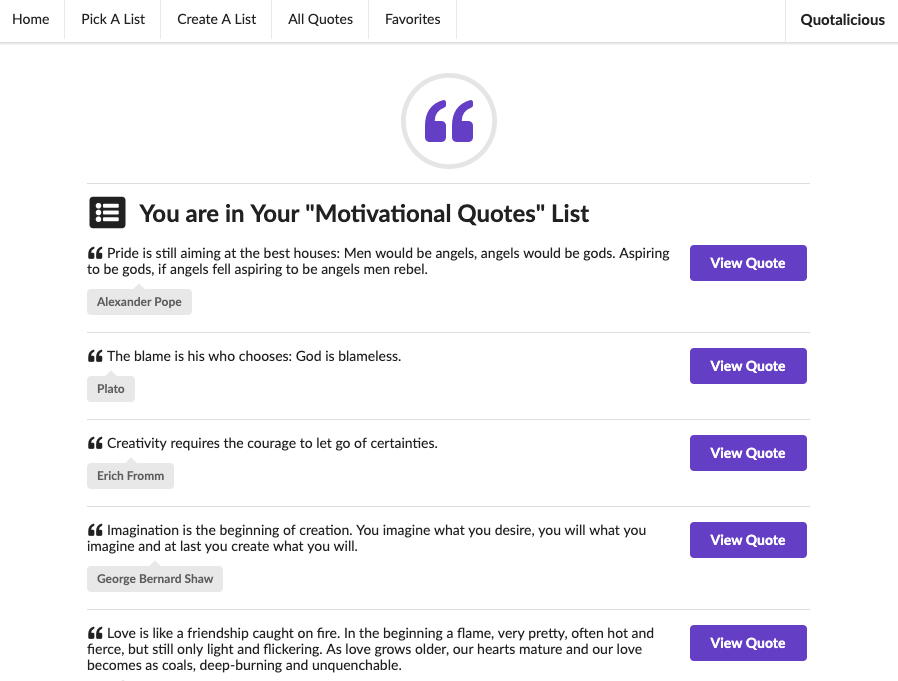 Home Pick A List Create A List All Quotes Favorites Quotalicious
You are in Your "Motivational Quotes" List
Pride is still aiming at the best houses: Men would be angels, angels would be gods. Aspiring
to be gods, if angels fell aspiring to be angels men rebel.
View Quote
Alexander Pope
The blame is his who chooses: God is blameless.
View Quote
Plato
Creativity requires the courage to let go of certainties.
View Quote
Erich Fromm
Imagination is the beginning of creation. You imagine what you desire, you will what you
imagine and at last you create what you will.
View Quote
George Bernard Shaw
Love is like a friendship caught on fire. In the beginning a flame, very pretty, often hot and
fierce, but still only light and flickering. As love grows older, our hearts mature and our love
becomes as coals, deep-burning and unquenchable.
View Quote